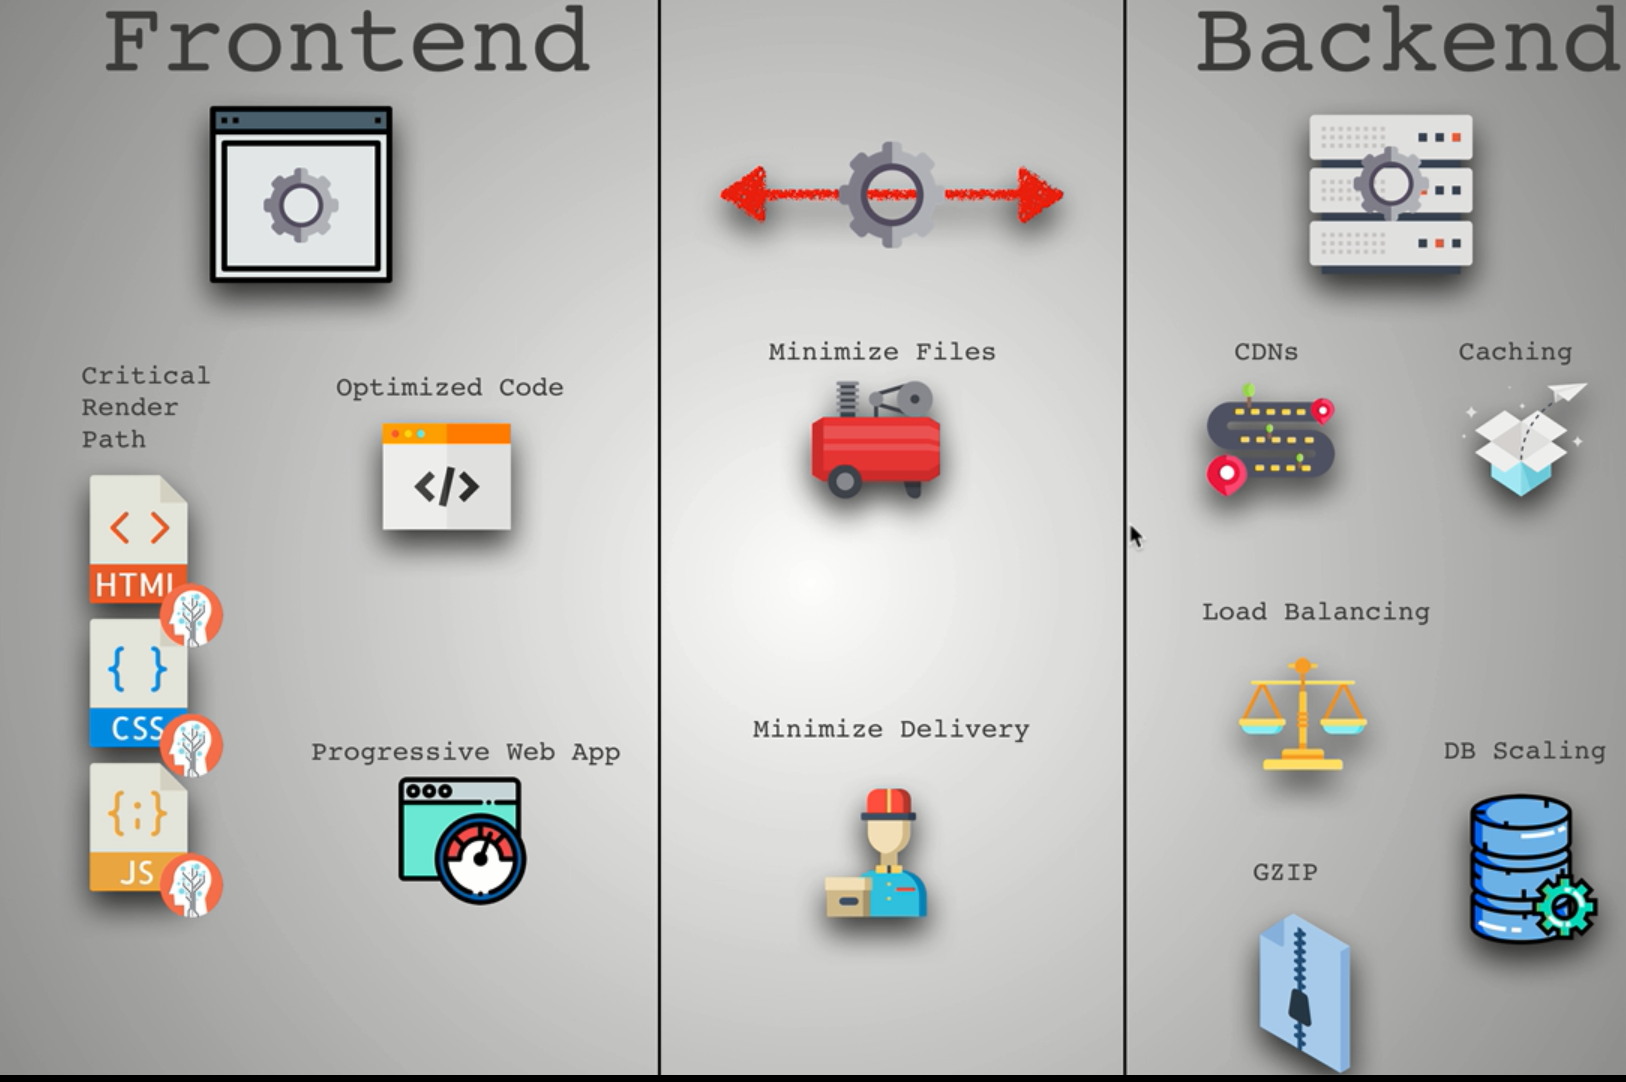 Frontend
Backend
Critical
Render
Path
HTML
CSS
JS
Optimized Code
</>
Progressive Web App
Minimize Files
Minimize Delivery
CDNs
Caching
Load Balancing
DB Scaling
GZIP